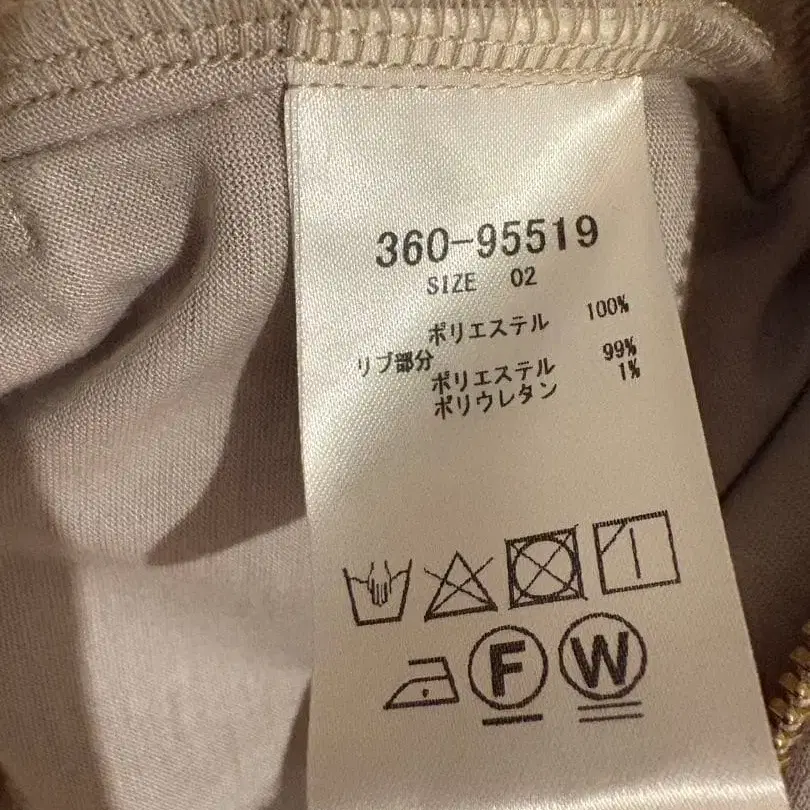 360-95519
SIZE 02
ポリエステル 100%
リブ部分
ポリエステル 99%
ポリウレタン 1%
F W